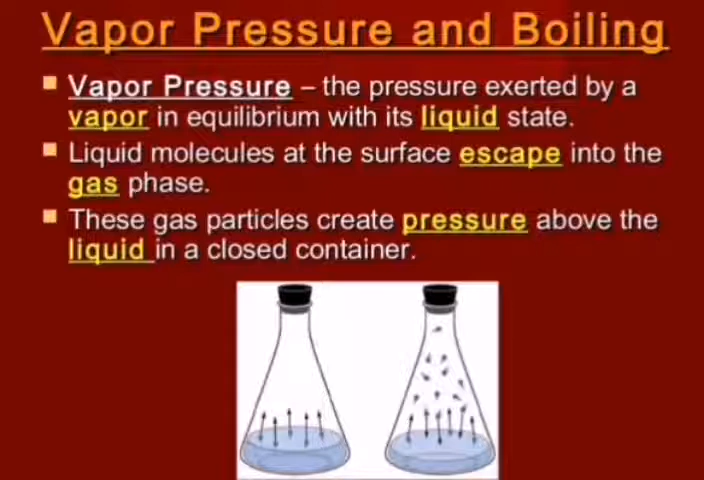 Vapor Pressure and Boiling
Vapor Pressure – the pressure exerted by a
vapor in equilibrium with its liquid state.
Liquid molecules at the surface escape into the
gas phase.
These gas particles create pressure above the
liquid in a closed container.